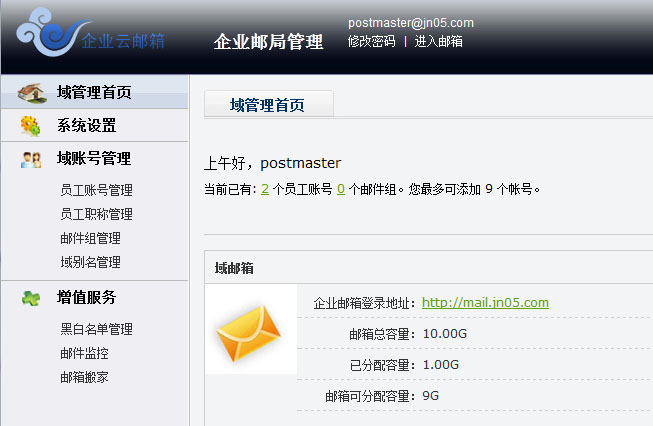 企业云邮箱
企业邮局管理
postmaster@jn05.com
修改密码 | 进入邮箱
域管理首页
系统设置
域账号管理
员工账号管理
员工职称管理
邮件组管理
域别名管理
增值服务
黑白名单管理
邮件监控
邮箱搬家
域管理首页
上午好，postmaster
当前已有: 2 个员工账号 0 个邮件组。您最多可添加 9 个帐号。
域邮箱
企业邮箱登录地址: http://mail.jn05.com
邮箱总容量: 10.00G
已分配容量: 1.00G
邮箱可分配容量: 9G